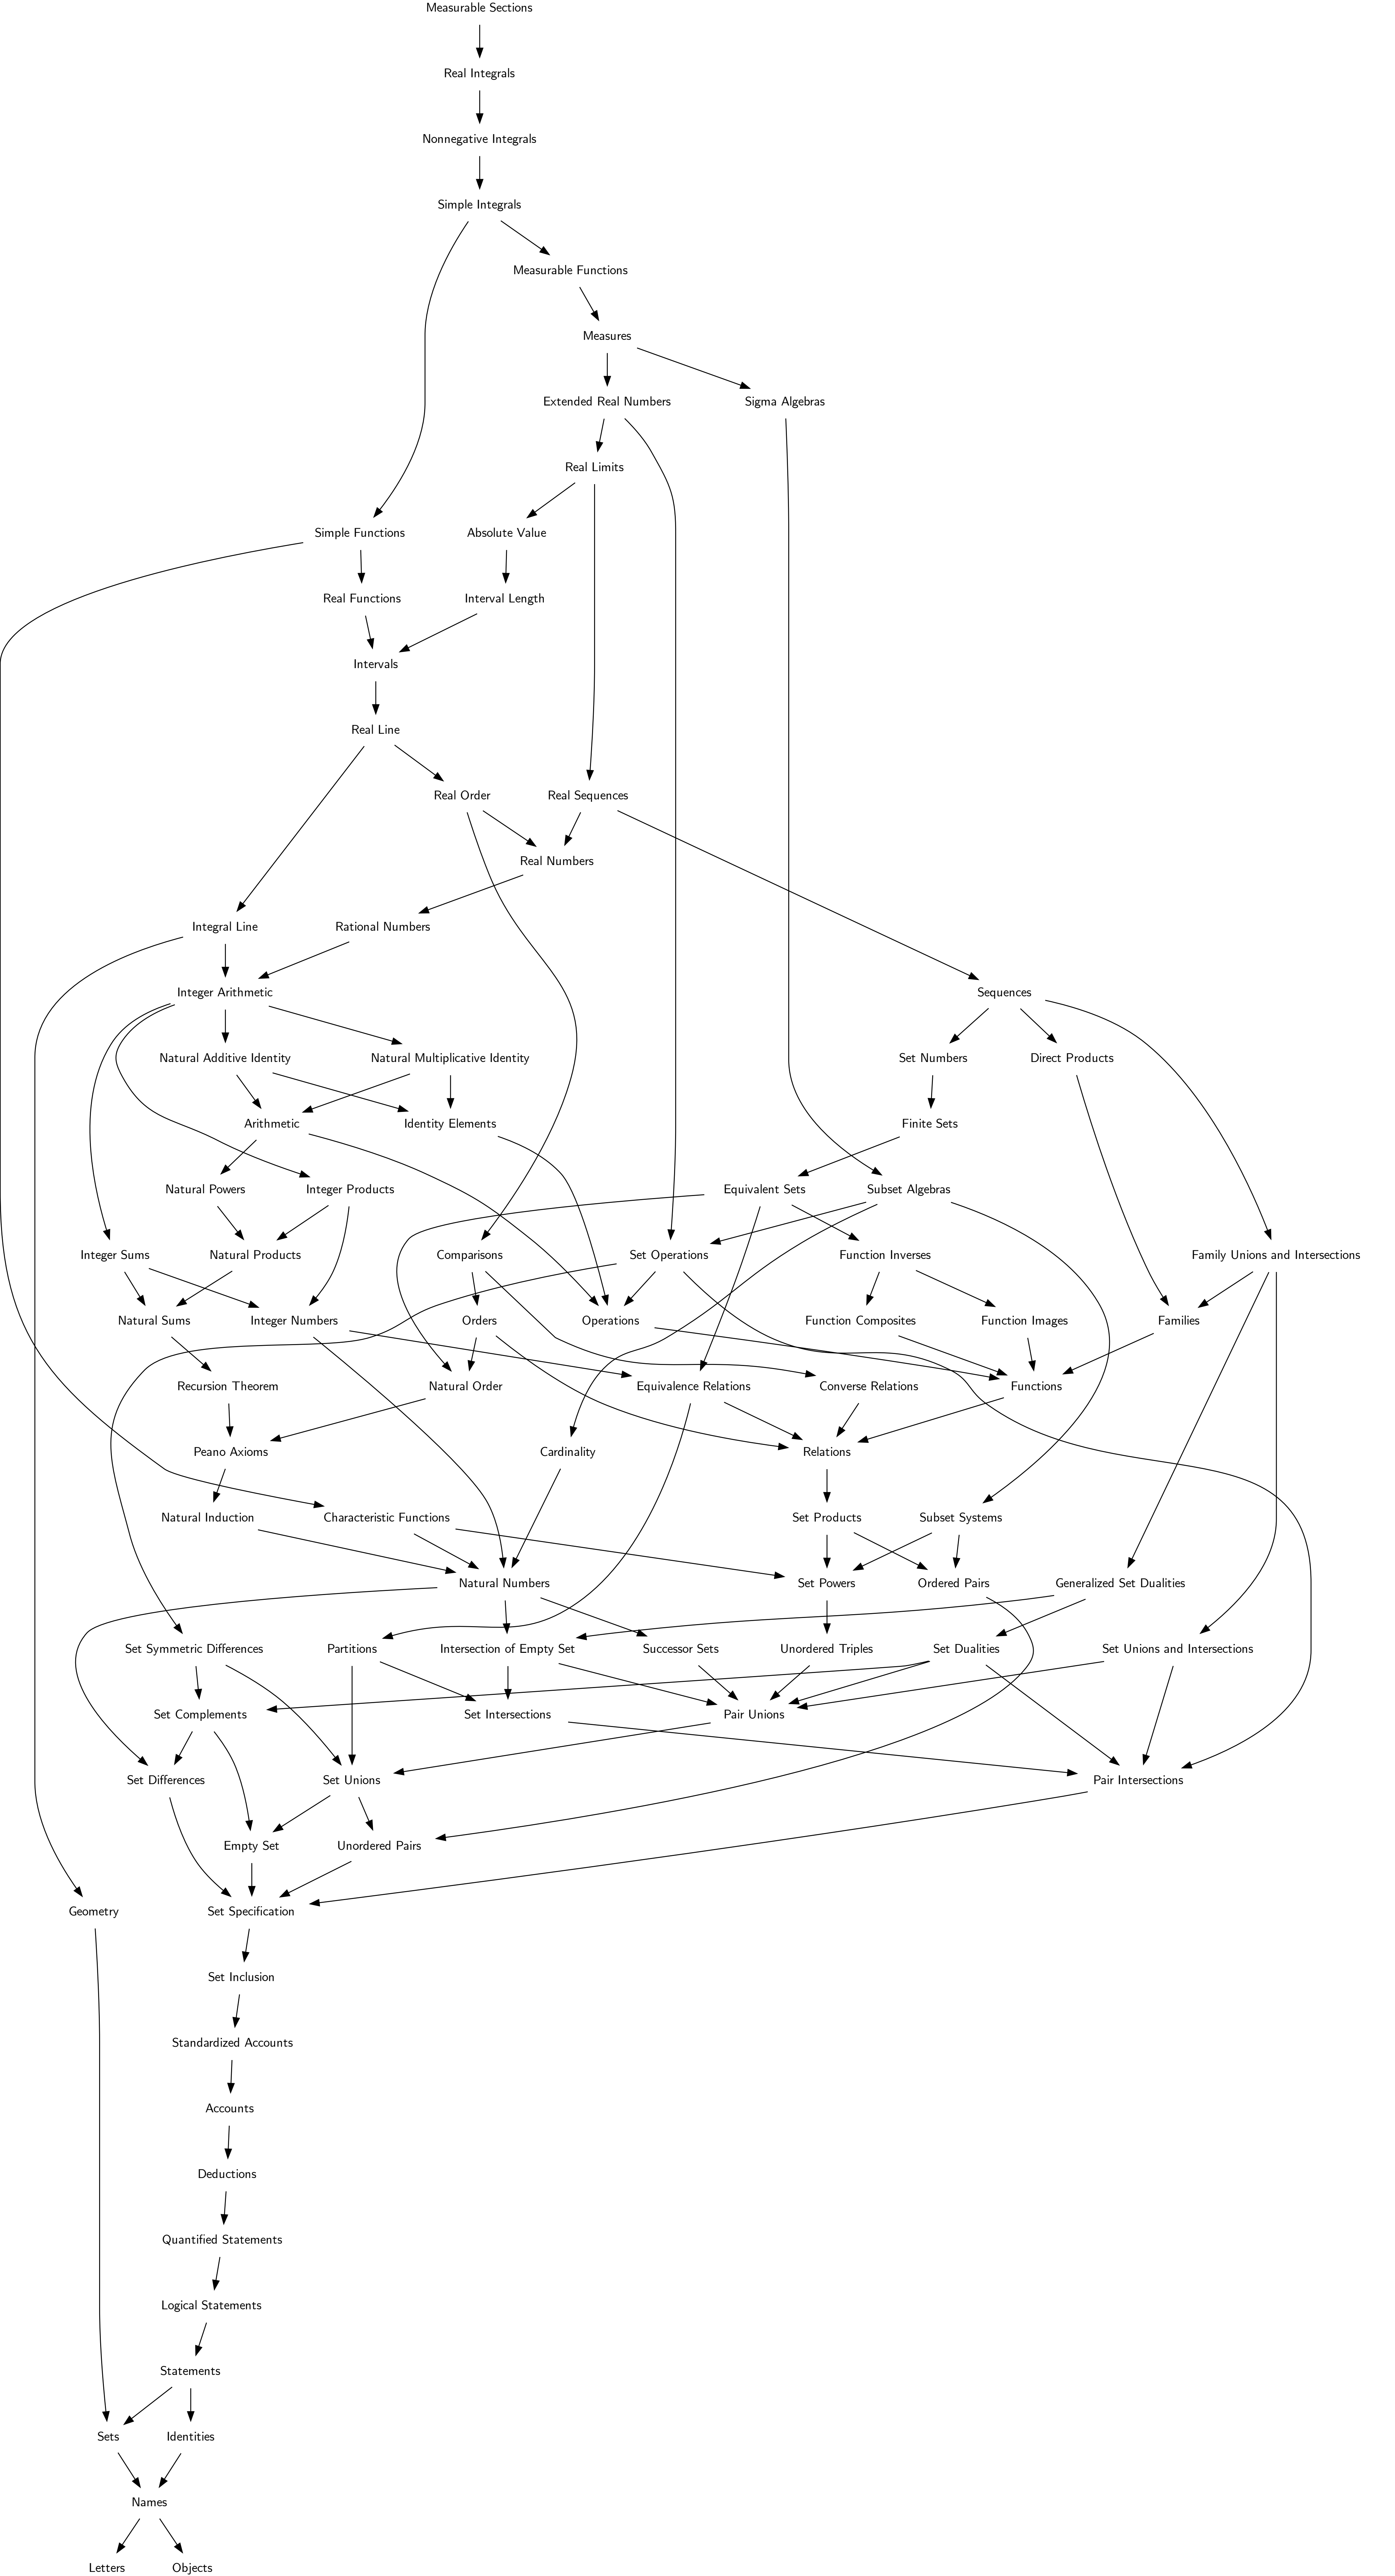 Measurable Sections
Real Integrals
Nonnegative Integrals
Simple Integrals
Measurable Functions
Measures
Extended Real Numbers
Sigma Algebras
Real Limits
Simple Functions
Absolute Value
Real Functions
Interval Length
Intervals
Real Line
Real Order
Real Sequences
Real Numbers
Integral Line
Rational Numbers
Integer Arithmetic
Sequences
Natural Additive Identity
Natural Multiplicative Identity
Set Numbers
Direct Products
Arithmetic
Identity Elements
Finite Sets
Natural Powers
Integer Products
Equivalent Sets
Subset Algebras
Integer Sums
Natural Products
Comparisons
Set Operations
Function Inverses
Family Unions and Intersections
Natural Sums
Integer Numbers
Orders
Operations
Function Composites
Function Images
Families
Recursion Theorem
Natural Order
Equivalence Relations
Converse Relations
Functions
Peano Axioms
Cardinality
Relations
Natural Induction
Characteristic Functions
Set Products
Subset Systems
Natural Numbers
Set Powers
Ordered Pairs
Generalized Set Dualities
Set Symmetric Differences
Partitions
Intersection of Empty Set
Successor Sets
Unordered Triples
Set Dualities
Set Unions and Intersections
Set Complements
Set Intersections
Pair Unions
Set Differences
Set Unions
Pair Intersections
Empty Set
Unordered Pairs
Geometry
Set Specification
Set Inclusion
Standardized Accounts
Accounts
Deductions
Quantified Statements
Logical Statements
Statements
Sets
Identities
Names
Letters
Objects